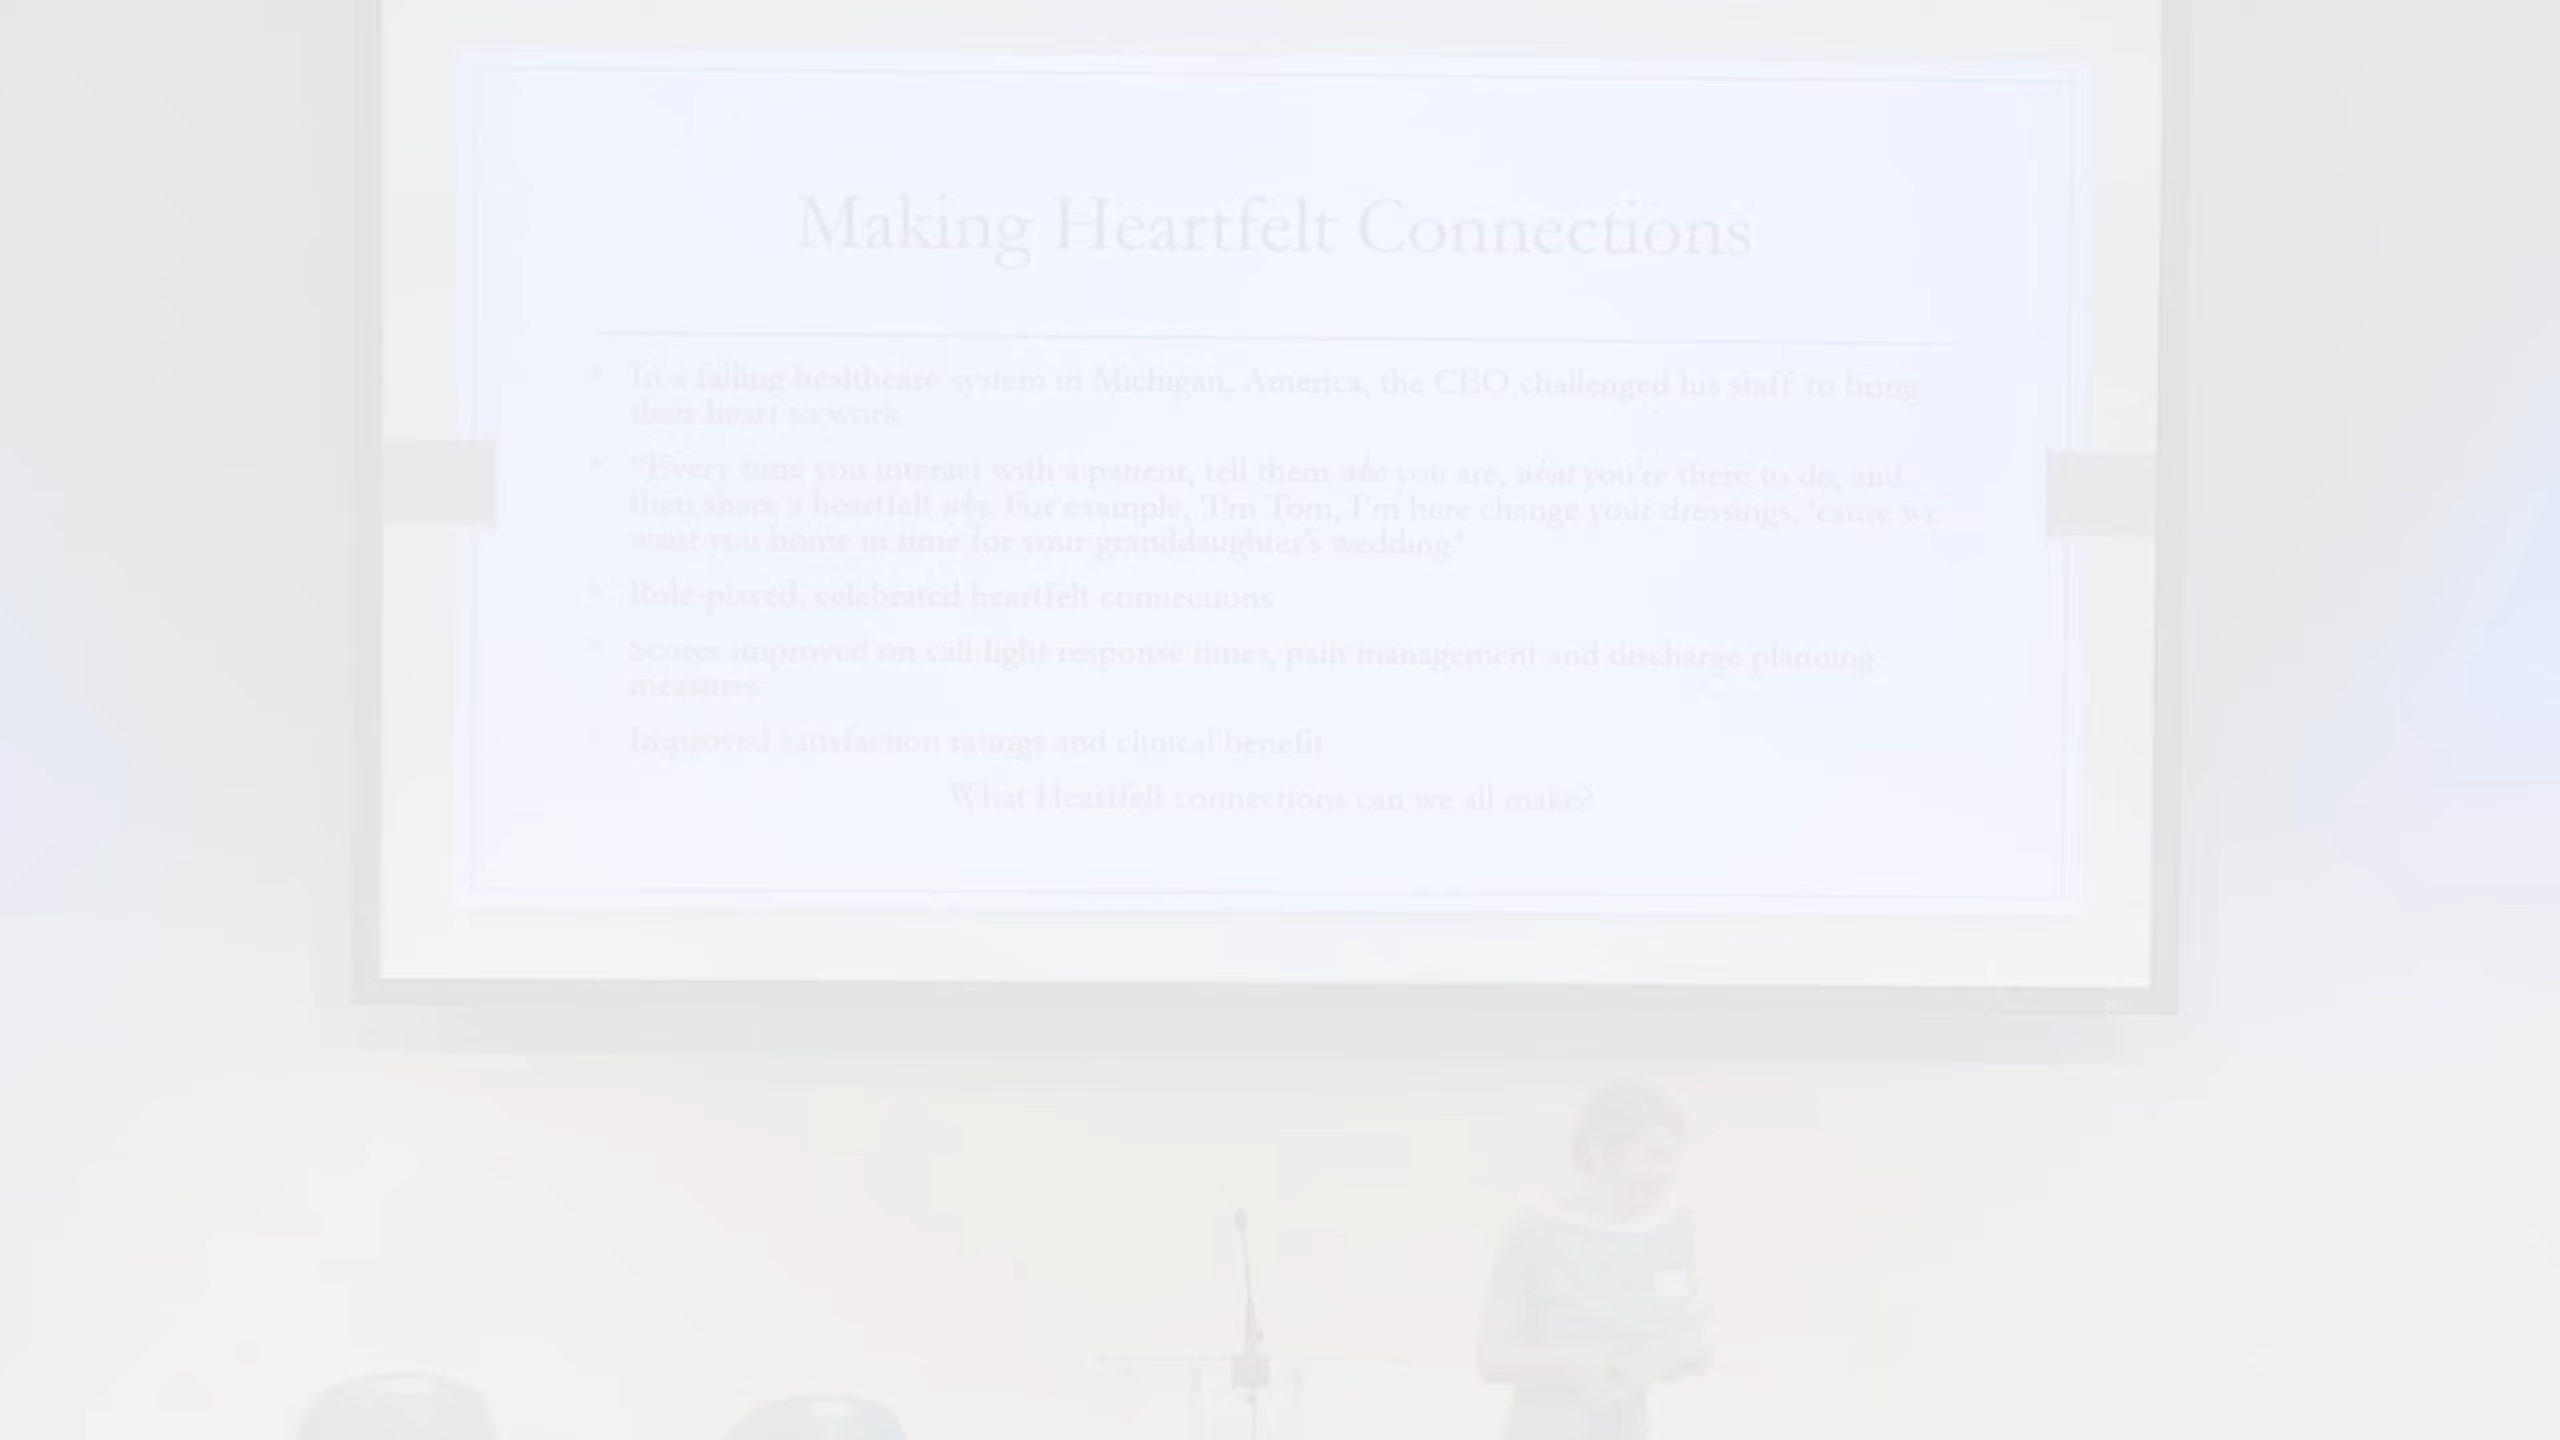 Making Heartfelt Connections
• In a failing healthcare system in Michigan, America, the CEO challenged his staff to bring
their heart to work
• "Every time you interact with a patient, tell them who you are, what you're there to do, and
then share a heartfelt why. For example, 'I'm Tom, I'm here change your dressings, 'cause we
want you home in time for your granddaughter's wedding.'
• Role-played, celebrated heartfelt connections
• Scores improved on call-light response times, pain management and discharge planning
measures
• Improved satisfaction ratings and clinical benefit
What Heartfelt connections can we all make?